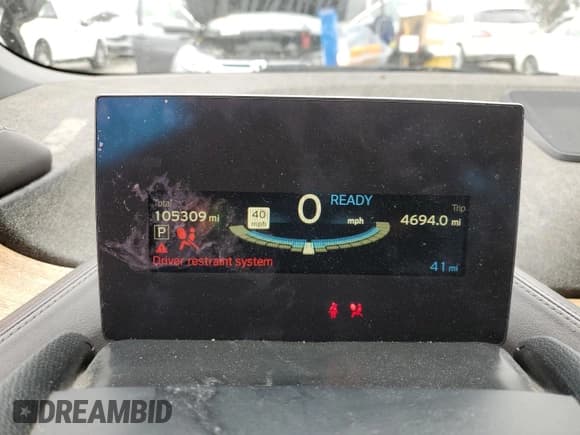 Total
105309 mi
40
mph
0
READY
mph
Trip
4694.0 mi
P
Driver restraint system
41 mi
DREAMBID